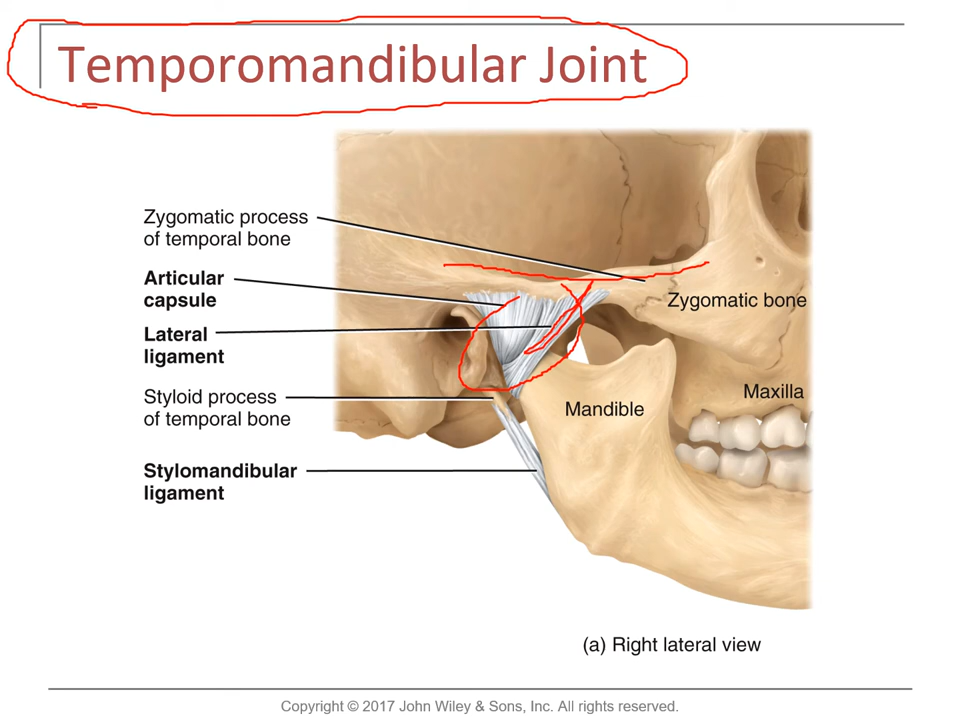 Temporomandibular Joint
Zygomatic process
of temporal bone
Articular
capsule
Lateral
ligament
Styloid process
of temporal bone
Stylomandibular
ligament
Zygomatic bone
Maxilla
Mandible
(a) Right lateral view
Copyright © 2017 John Wiley & Sons, Inc. All rights reserved.